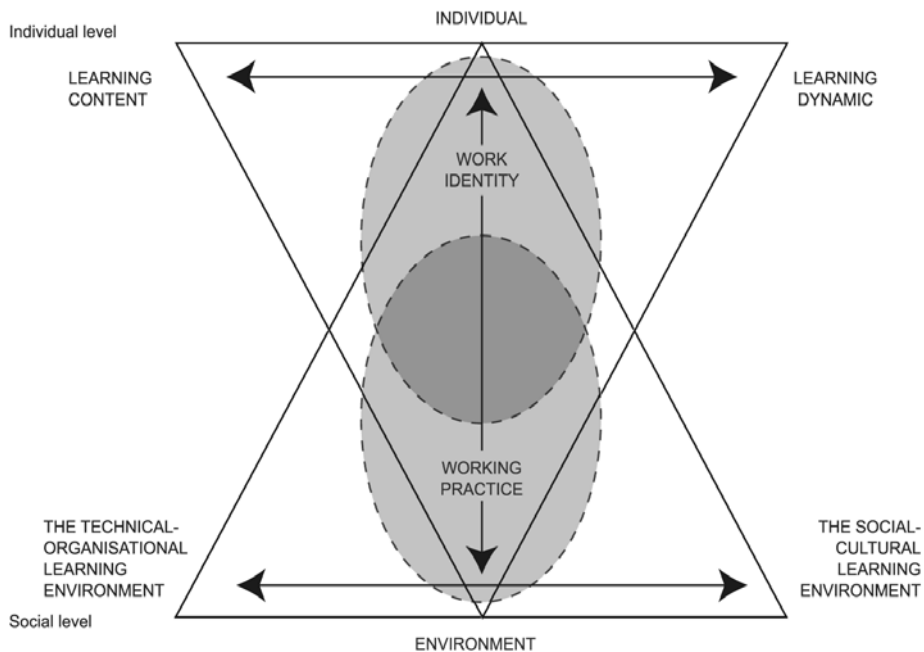 INDIVIDUAL
Individual level
LEARNING
CONTENT
LEARNING
DYNAMIC
WORK
IDENTITY
WORKING
PRACTICE
THE TECHNICAL-
ORGANISATIONAL
LEARNING
ENVIRONMENT
THE SOCIAL-
CULTURAL
LEARNING
ENVIRONMENT
Social level
ENVIRONMENT